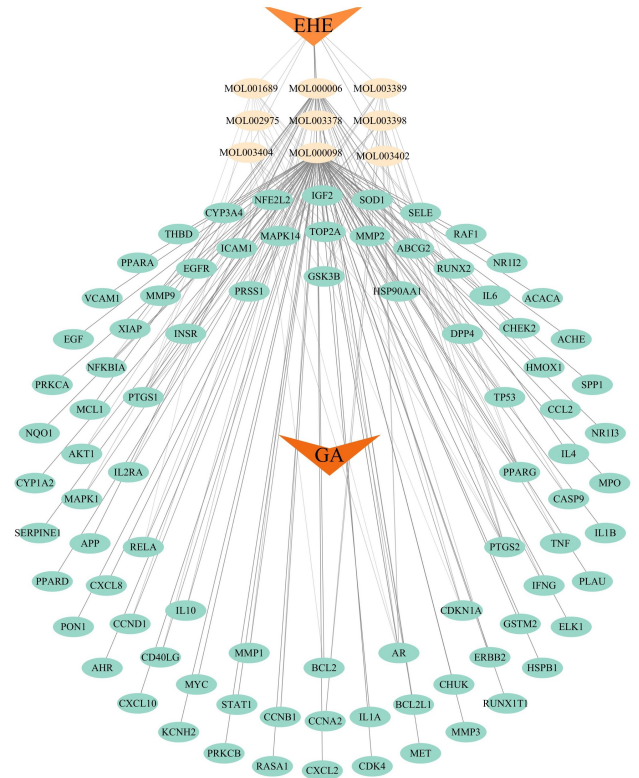 EHE
MOL001689 MOL000006 MOL003389
MOL002975 MOL003378 MOL003398
MOL003404 MOL000098 MOL003402
NFE2L2 IGF2 SOD1
CYP3A4 SELE
THBD MAPK14 TOP2A MMP2 RAF1
ICAM1 ABCG2
PPARA EGFR RUNX2 NR1I2
GSK3B
VCAM1 MMP9 PRSS1 HSP90AA1 IL6 ACACA
EGF XIAP INSR DPP4 CHEK2 ACHE
NFKBIA HMOX1
PRKCA SPP1
PTGS1 TP53
MCL1 CCL2
NQO1 NR1I3
AKT1 GA IL4
IL2RA PPARG
CYP1A2 MPO
MAPK1 CASP9
SERPINE1 IL1B
APP RELA PTGS2 TNF
PPARD CXCL8 IFNG PLAU
IL10 CDKN1A
PON1 CCND1 GSTM2 ELK1
MMP1 AR
AHR CD40LG BCL2 ERBB2 HSPB1
MYC CHUK
CXCL10 STAT1 BCL2L1 RUNX1T1
CCNB1 CCNA2 IL1A
KCNH2 MMP3
PRKCB MET
RASA1 CXCL2 CDK4